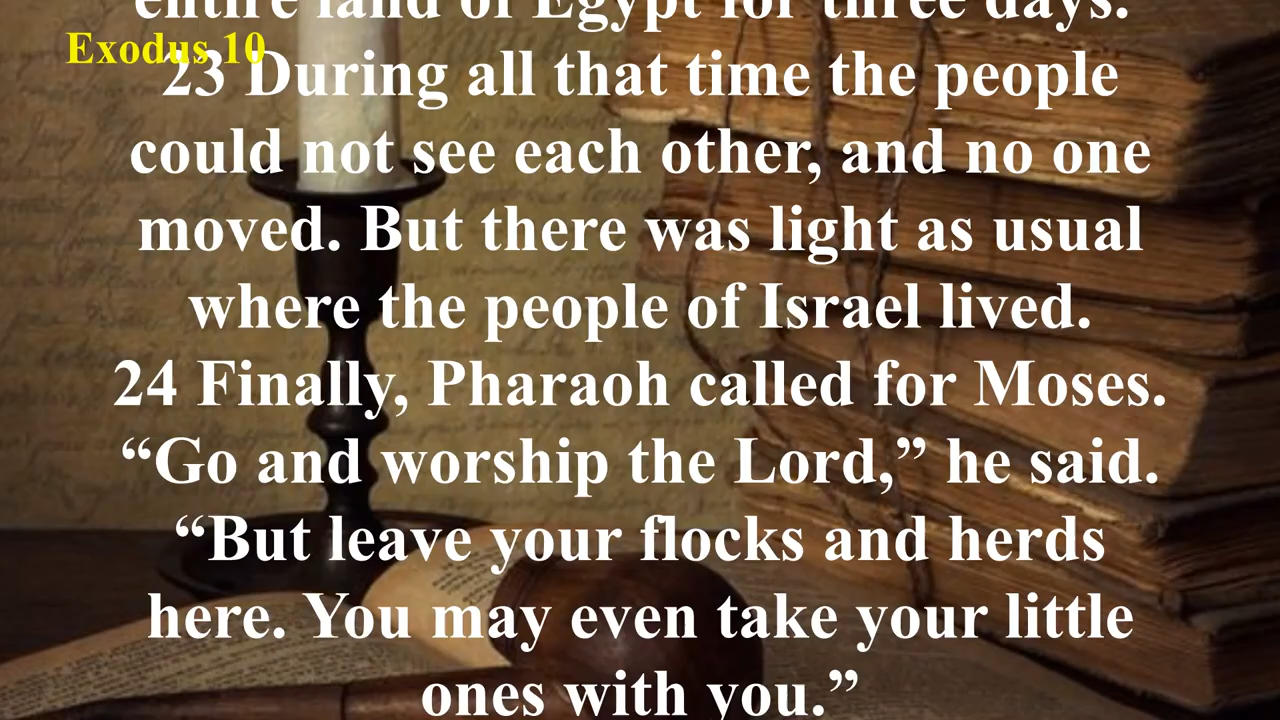 entire land of Egypt for three days.
Exodus 10
23 During all that time the people
could not see each other, and no one
moved. But there was light as usual
where the people of Israel lived.
24 Finally, Pharaoh called for Moses.
“Go and worship the Lord,” he said.
“But leave your flocks and herds
here. You may even take your little
ones with you.”